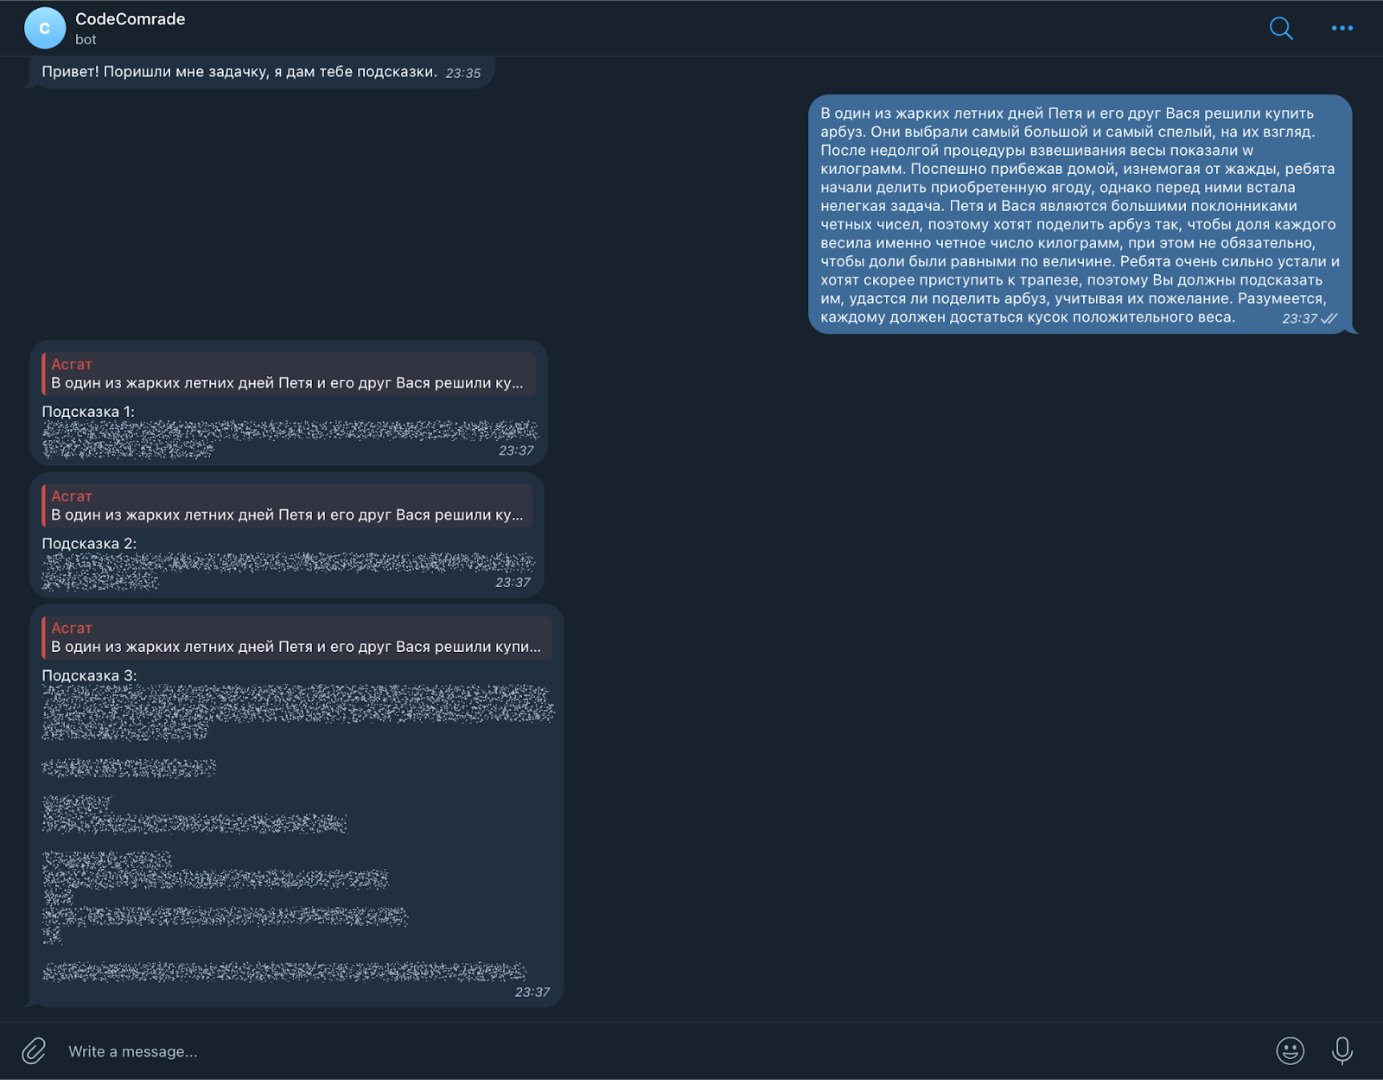 C
CodeComrade
bot
Привет! Поришли мне задачку, я дам тебе подсказки. 23:35
В один из жарких летних дней Петя и его друг Вася решили купить
арбуз. Они выбрали самый большой и самый спелый, на их взгляд.
После недолгой процедуры взвешивания весы показали w
килограмм. Поспешно прибежав домой, изнемогая от жажды, ребята
начали делить приобретенную ягоду, однако перед ними встала
нелегкая задача. Петя и Вася являются большими поклонниками
четных чисел, поэтому хотят поделить арбуз так, чтобы доля каждого
весила именно четное число килограмм, при этом не обязательно,
чтобы доли были равными по величине. Ребята очень сильно устали и
хотят скорее приступить к трапезе, поэтому Вы должны подсказать
им, удастся ли поделить арбуз, учитывая их пожелание. Разумеется,
каждому должен достаться кусок положительного веса. 23:37
Асгат
В один из жарких летних дней Петя и его друг Вася решили ку...
Подсказка 1:
23:37
Асгат
В один из жарких летних дней Петя и его друг Вася решили ку...
Подсказка 2:
23:37
Асгат
В один из жарких летних дней Петя и его друг Вася решили купи...
Подсказка 3:
23:37
Write a message...